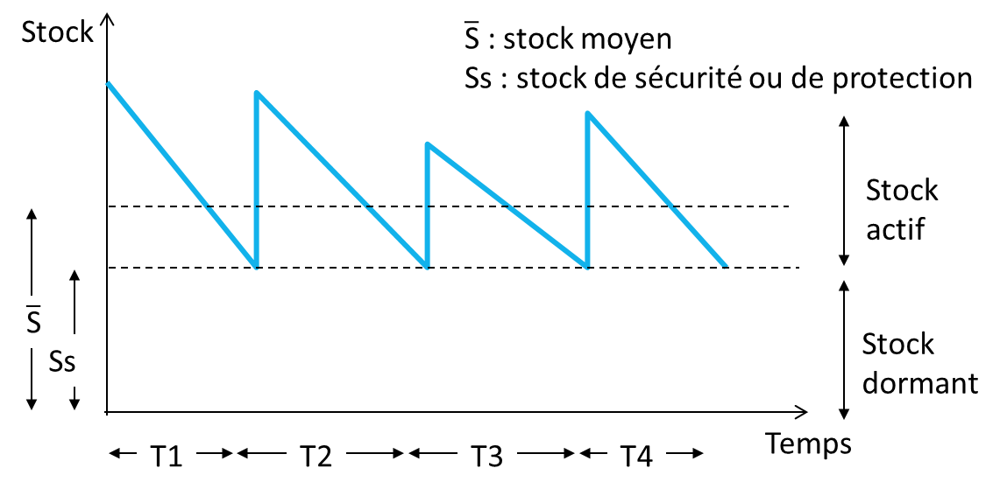 Stock
S̅ : stock moyen
Ss : stock de sécurité ou de protection
Stock
actif
S̅
Ss
Stock
dormant
Temps
T1
T2
T3
T4